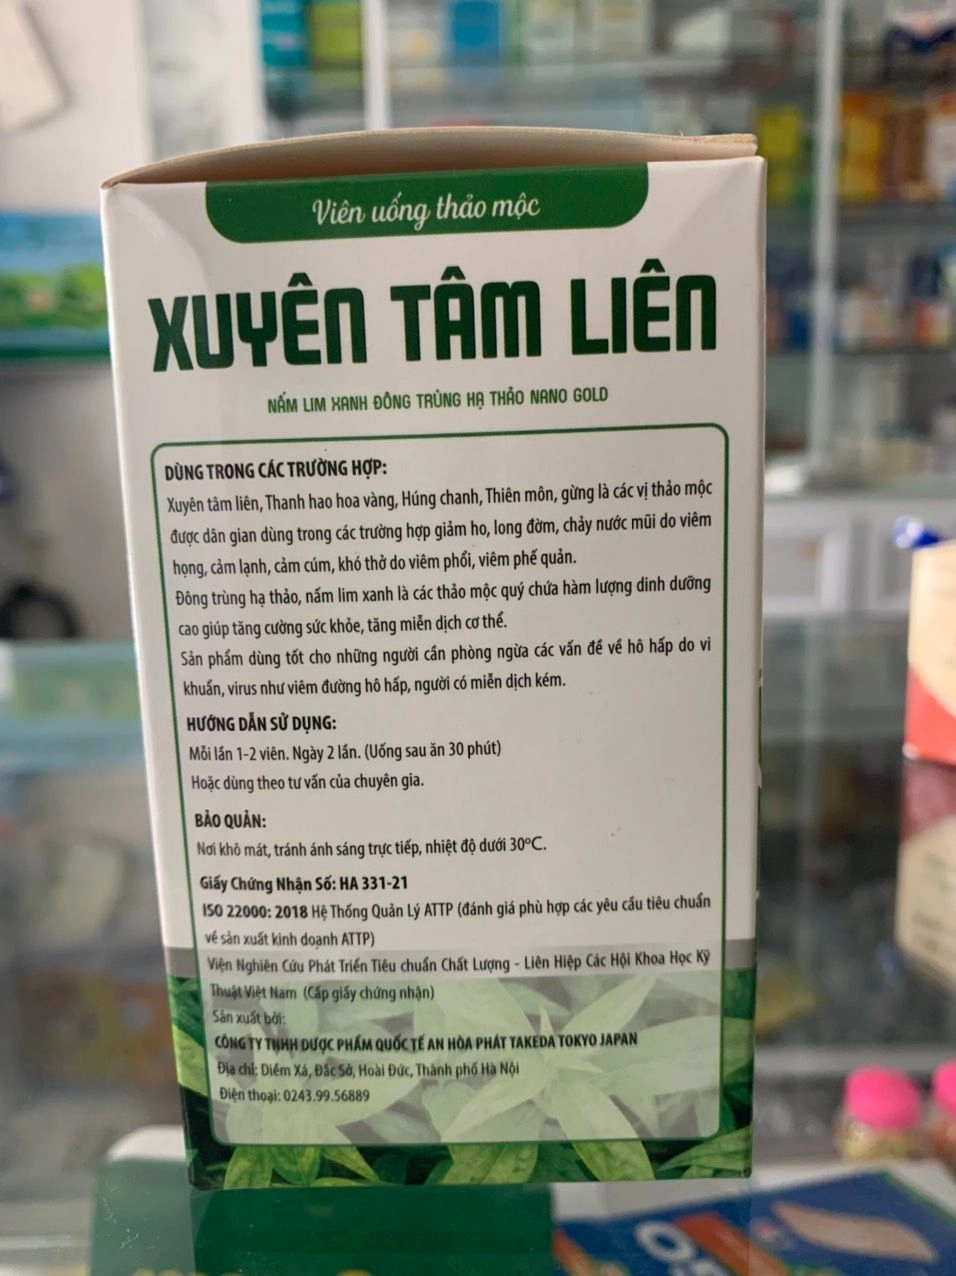 Viên uống thảo mộc
XUYÊN TÂM LIÊN
NẤM LIM XANH ĐÔNG TRÙNG HẠ THẢO NANO GOLD
DÙNG TRONG CÁC TRƯỜNG HỢP:
Xuyên tâm liên, Thanh hao hoa vàng, Húng chanh, Thiên môn, gừng là các vị thảo mộc
được dân gian dùng trong các trường hợp giảm ho, long đờm, chảy nước mũi do viêm
họng, cảm lạnh, cảm cúm, khó thở do viêm phổi, viêm phế quản.
Đông trùng hạ thảo, nấm lim xanh là các thảo mộc quý chứa hàm lượng dinh dưỡng
cao giúp tăng cường sức khỏe, tăng miễn dịch cơ thể.
Sản phẩm dùng tốt cho những người cần phòng ngừa các vấn đề về hô hấp do vi
khuẩn, virus như viêm đường hô hấp, người có miễn dịch kém.
HƯỚNG DẪN SỬ DỤNG:
Mỗi lần 1-2 viên. Ngày 2 lần. (Uống sau ăn 30 phút)
Hoặc dùng theo tư vấn của chuyên gia.
BẢO QUẢN:
Nơi khô mát, tránh ánh sáng trực tiếp, nhiệt độ dưới 30ºC.
Giấy Chứng Nhận Số: HA 331-21
ISO 22000: 2018 Hệ Thống Quản Lý ATTP (đánh giá phù hợp các yêu cầu tiêu chuẩn
về sản xuất kinh doanh ATTP)
Viện Nghiên Cứu Phát Triển Tiêu chuẩn Chất Lượng - Liên Hiệp Các Hội Khoa Học Kỹ
Thuật Việt Nam (Cấp giấy chứng nhận)
Sản xuất bởi:
CÔNG TY TNHH DƯỢC PHẨM QUỐC TẾ AN HÒA PHÁT TAKEDA TOKYO JAPAN
Địa chỉ: Diềm Xá, Đắc Sở, Hoài Đức, Thành phố Hà Nội
Điện thoại: 0243.99.56889